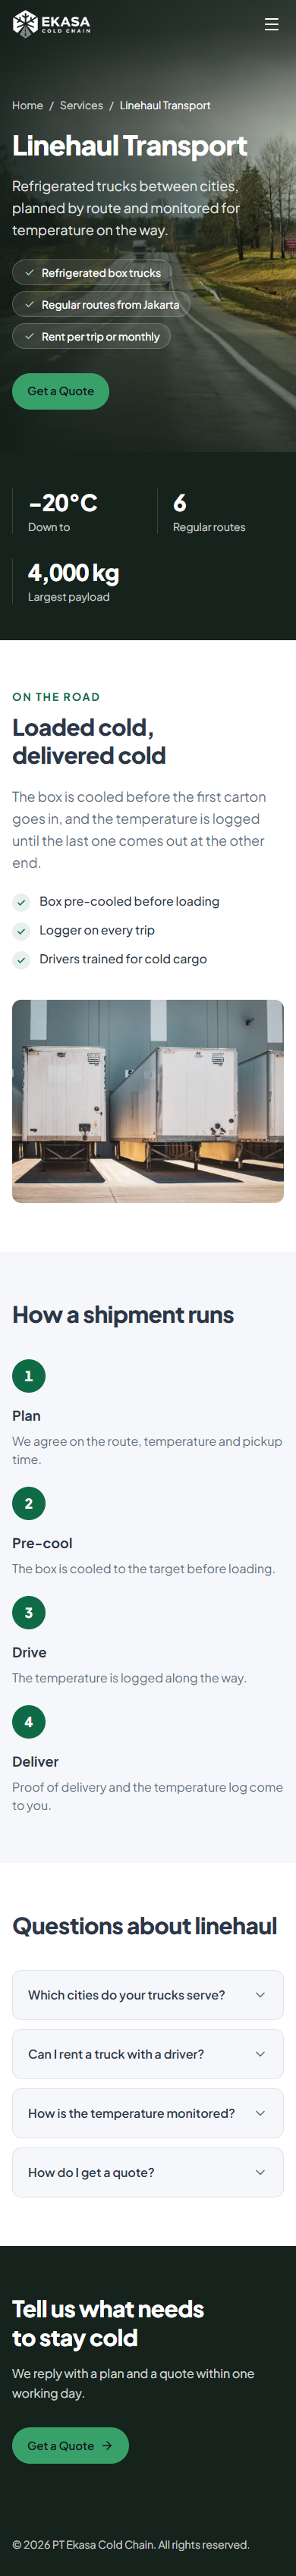 EKASA
COLD CHAIN
Home / Services / Linehaul Transport
Linehaul Transport
Refrigerated trucks between cities,
planned by route and monitored for
temperature on the way.
Refrigerated box trucks
Regular routes from Jakarta
Rent per trip or monthly
Get a Quote
-20°C
Down to
6
Regular routes
4,000 kg
Largest payload
ON THE ROAD
Loaded cold,
delivered cold
The box is cooled before the first carton
goes in, and the temperature is logged
until the last one comes out at the other
end.
Box pre-cooled before loading
Logger on every trip
Drivers trained for cold cargo
How a shipment runs
1
Plan
We agree on the route, temperature and pickup
time.
2
Pre-cool
The box is cooled to the target before loading.
3
Drive
The temperature is logged along the way.
4
Deliver
Proof of delivery and the temperature log come
to you.
Questions about linehaul
Which cities do your trucks serve?
Can I rent a truck with a driver?
How is the temperature monitored?
How do I get a quote?
Tell us what needs
to stay cold
We reply with a plan and a quote within one
working day.
Get a Quote →
© 2026 PT Ekasa Cold Chain. All rights reserved.